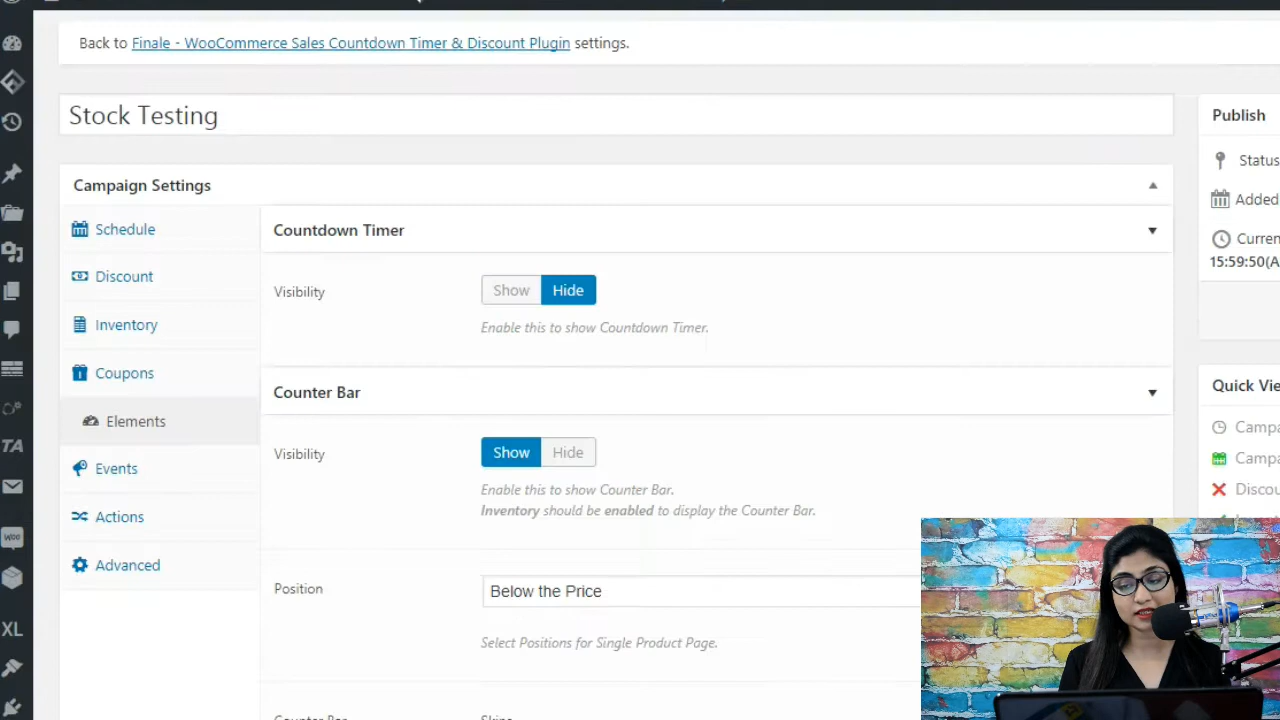 Back to Finale - WooCommerce Sales Countdown Timer & Discount Plugin settings.
Stock Testing
Publish
Campaign Settings
Status
Added
Curren
15:59:50(A
Schedule
Discount
Inventory
Coupons
Elements
Events
Actions
Advanced
Countdown Timer
Visibility
Show Hide
Enable this to show Countdown Timer.
Counter Bar
Visibility
Show Hide
Enable this to show Counter Bar.
Inventory should be enabled to display the Counter Bar.
Position
Below the Price
Select Positions for Single Product Page.
Counter Bar
Skins
Quick Vie
Campa
Campa
Discou
TA
woo
XL